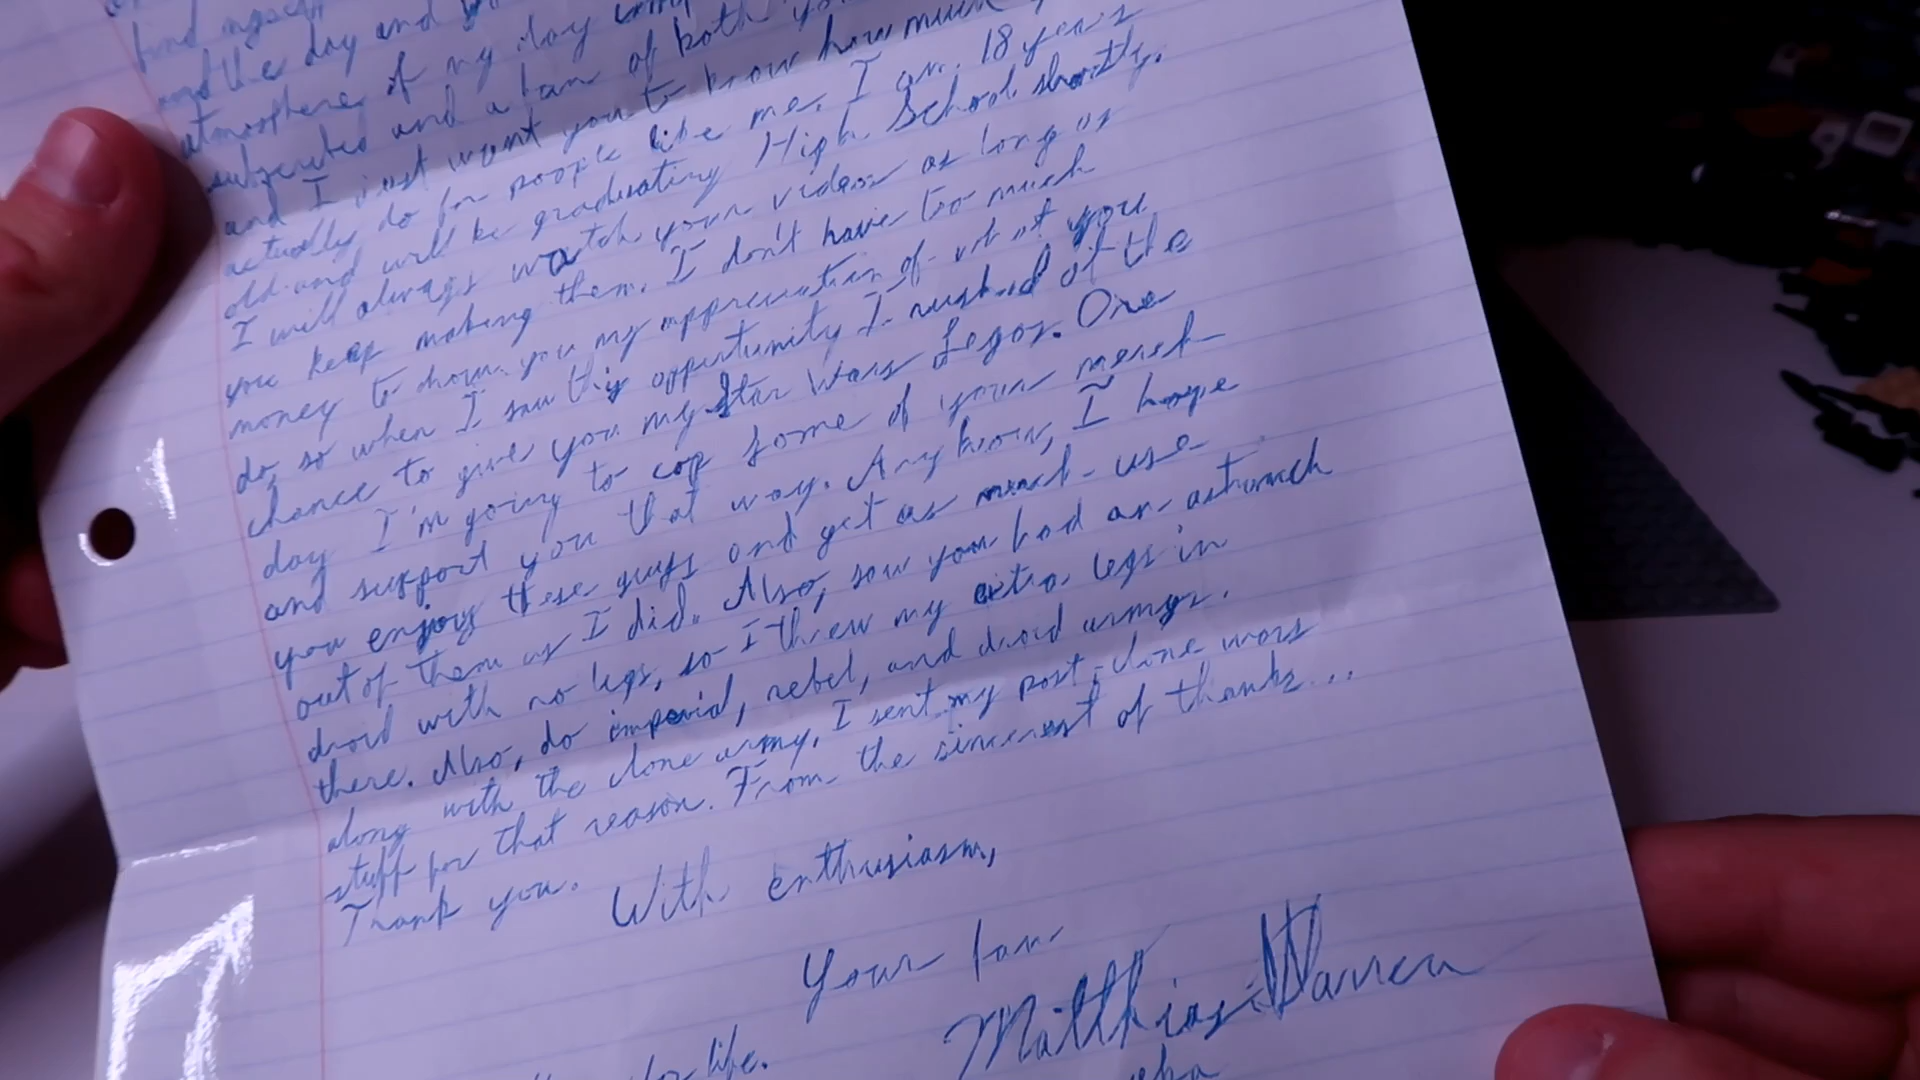 find myself
and the day and
atmosphere of my day
subscribed and a fan of both
and I just want you to know how much
actually do for people like me. I am 18 years
old and will be graduating High School shortly.
I will always watch your videos as long as
you keep making them. I don't have too much
money to show you my appreciation of what you
do, so when I saw this opportunity I rushed at the
chance to give you my Star Wars Legos. One
day I'm going to cop some of your merch
and support you that way. Anyhow, I hope
you enjoy these guys and get as much use
out of them as I did. Also, saw you had an astromech
droid with no legs, so I threw my extra legs in
there. Also, do imperial, rebel, and droid armys.
along with the clone army. I sent my post-clone wars
stuff for that reason. From the sincerest of thanks...
Thank you.
With enthusiasm,
Your fan
Matthias Warren
for life.